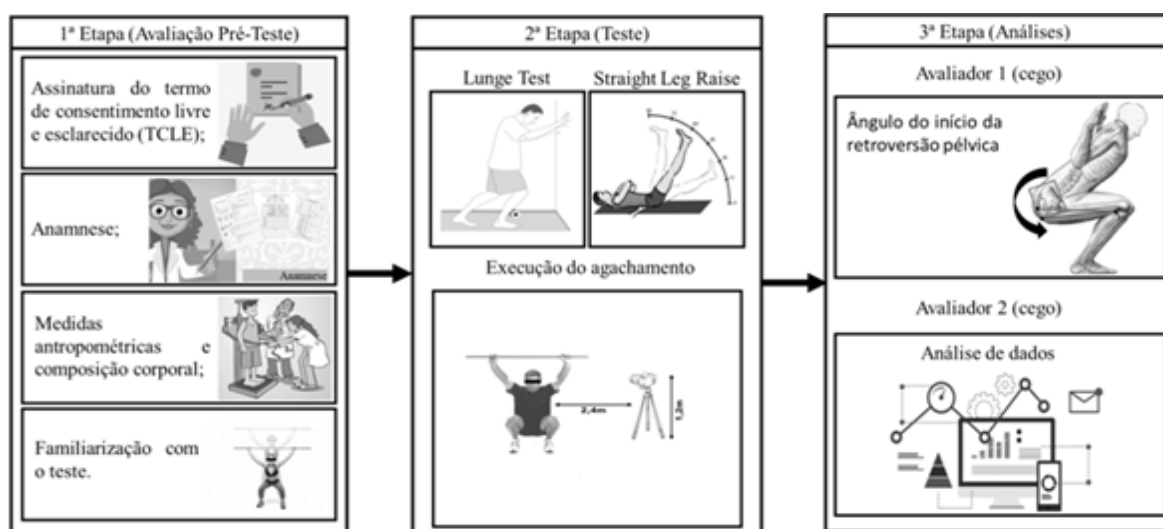 1ª Etapa (Avaliação Pré-Teste)
Assinatura do termo
de consentimento livre
e esclarecido (TCLE);
Anamnese;
Anamnese
Medidas
antropométricas e
composição corporal;
Familiarização com
o teste.
2ª Etapa (Teste)
Lunge Test
Straight Leg Raise
Execução do agachamento
2,4m
1,2m
3ª Etapa (Análises)
Avaliador 1 (cego)
Ângulo do início da
retroversão pélvica
Avaliador 2 (cego)
Análise de dados